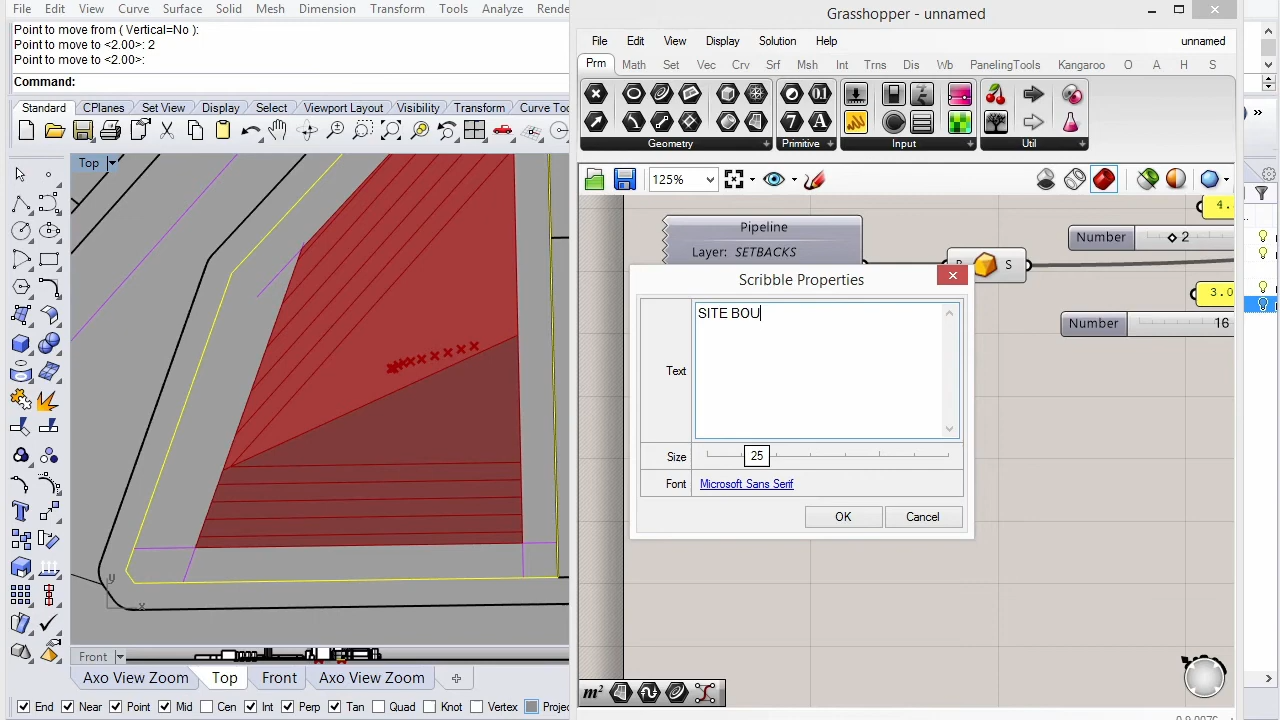 File Edit View Curve Surface Solid Mesh Dimension Transform Tools Analyze Rende
Point to move from ( Vertical=No ):
Point to move to <2.00>: 2
Point to move to <2.00>:
Command:
Standard CPlanes Set View Display Select Viewport Layout Visibility Transform Curve Too
Top
y
x
Front
Axo View Zoom Top Front Axo View Zoom
End Near Point Mid Cen Int Perp Tan Quad Knot Vertex Projec
Grasshopper - unnamed
File Edit View Display Solution Help unnamed
Prm Math Set Vec Crv Srf Msh Int Trns Dis Wb PanelingTools Kangaroo O A H S
Geometry Primitive Input Util
125%
Pipeline
Layer: SETBACKS
S
4.
Number 2
3.0
Number 16
Scribble Properties
Text SITE BOU
Size 25
Font Microsoft Sans Serif
OK Cancel
m²